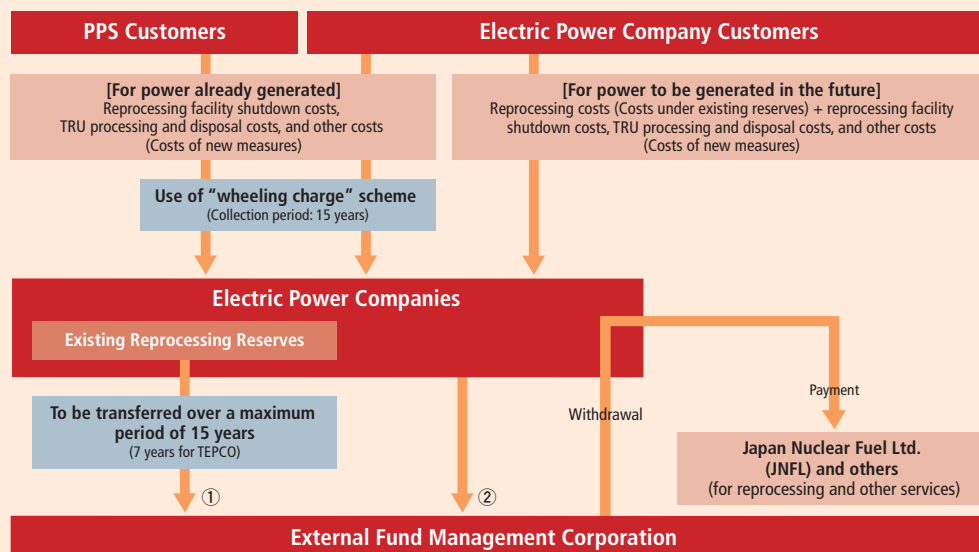 PPS Customers
Electric Power Company Customers
[For power already generated]
Reprocessing facility shutdown costs,
TRU processing and disposal costs, and other costs
(Costs of new measures)
[For power to be generated in the future]
Reprocessing costs (Costs under existing reserves) + reprocessing facility
shutdown costs, TRU processing and disposal costs, and other costs
(Costs of new measures)
Use of “wheeling charge” scheme
(Collection period: 15 years)
Electric Power Companies
Existing Reprocessing Reserves
To be transferred over a maximum
period of 15 years
(7 years for TEPCO)
①
②
Withdrawal
Payment
Japan Nuclear Fuel Ltd.
(JNFL) and others
(for reprocessing and other services)
External Fund Management Corporation